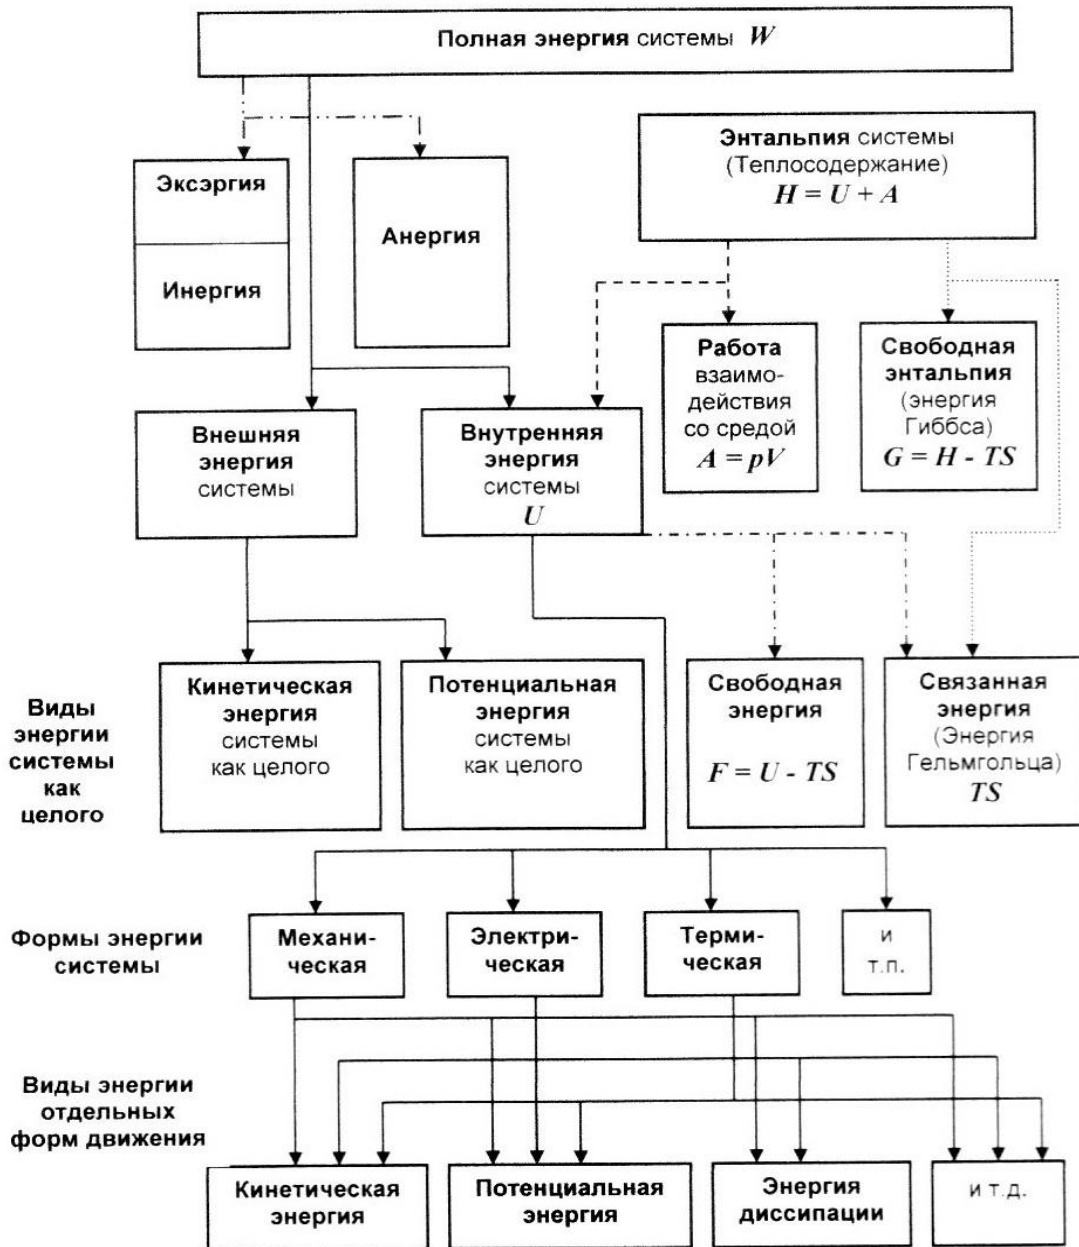 Полная энергия системы W
Энтальпия системы
(Теплосодержание)
H = U + A
Эксэргия
Анергия
Инергия
Работа
взаимо-
действия
со средой
A = pV
Свободная
энтальпия
(энергия
Гиббса)
G = H - TS
Внешняя
энергия
системы
Внутренняя
энергия
системы
U
Виды
энергии
системы
как
целого
Кинетическая
энергия
системы
как целого
Потенциальная
энергия
системы
как целого
Свободная
энергия
F = U - TS
Связанная
энергия
(Энергия
Гельмгольца)
TS
Формы энергии
системы
Механи-
ческая
Электри-
ческая
Терми-
ческая
и
т.п.
Виды энергии
отдельных
форм движения
Кинетическая
энергия
Потенциальная
энергия
Энергия
диссипации
и т.д.